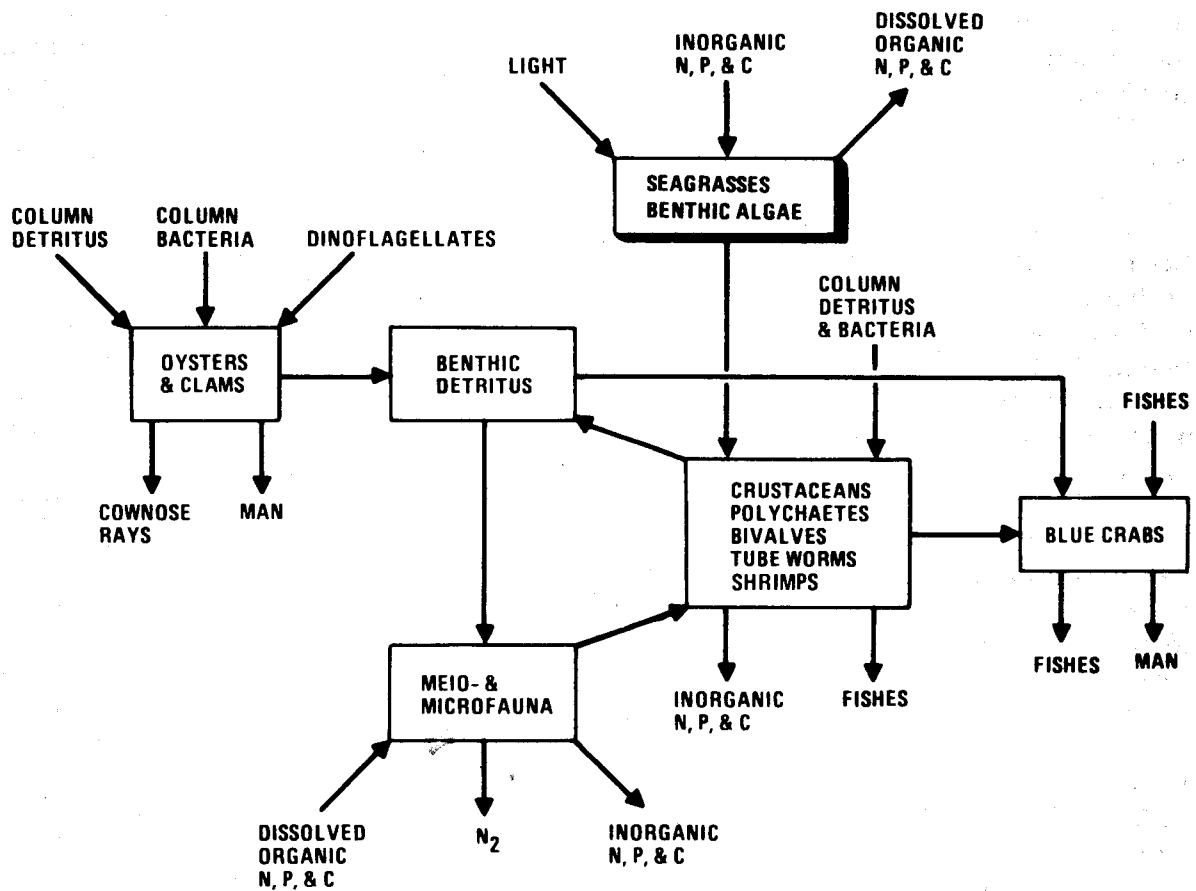 DISSOLVED
ORGANIC
N, P, & C
INORGANIC
N, P, & C
LIGHT
SEAGRASSES
BENTHIC ALGAE
COLUMN
DETRITUS
COLUMN
BACTERIA
DINOFLAGELLATES
COLUMN
DETRITUS
& BACTERIA
OYSTERS
& CLAMS
BENTHIC
DETRITUS
FISHES
COWNOSE
RAYS
MAN
CRUSTACEANS
POLYCHAETES
BIVALVES
TUBE WORMS
SHRIMPS
BLUE CRABS
FISHES
MAN
MEIO- &
MICROFAUNA
INORGANIC
N, P, & C
FISHES
DISSOLVED
ORGANIC
N, P, & C
N2
INORGANIC
N, P, & C